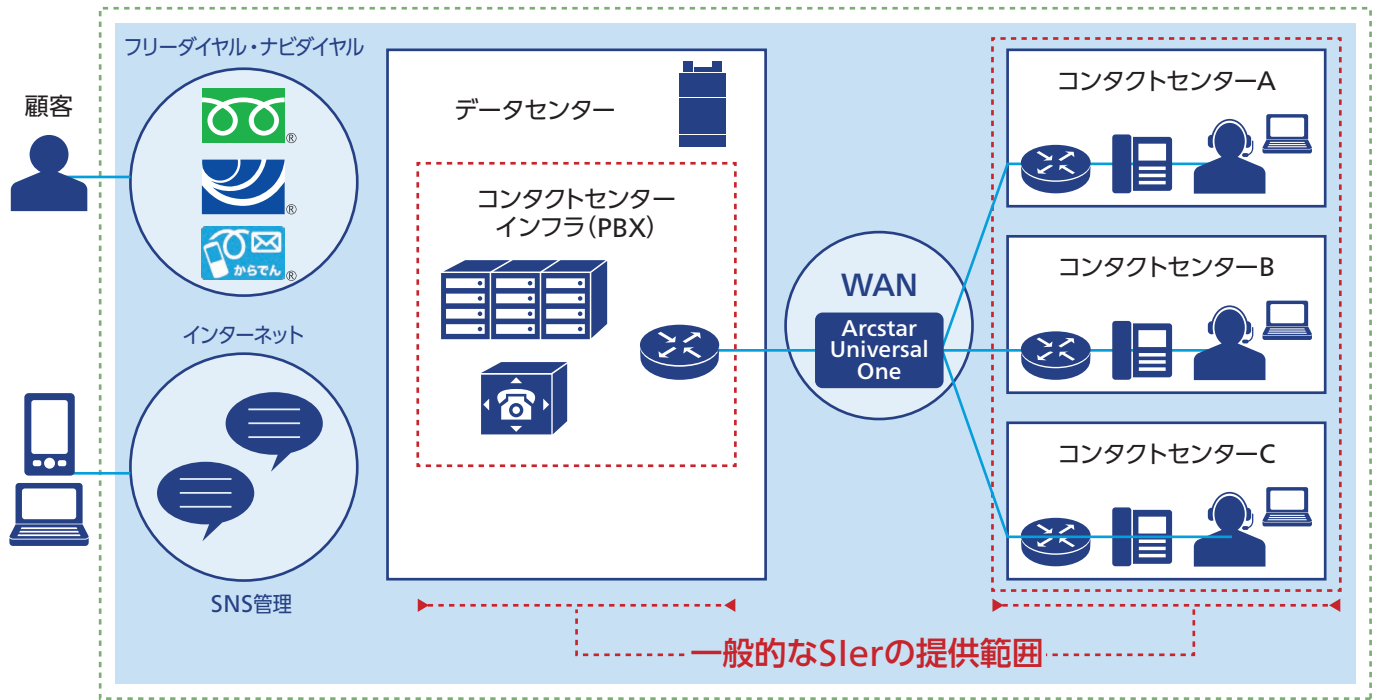 フリーダイヤル・ナビダイヤル
顧客
®
®
からでん®
インターネット
SNS管理
データセンター
コンタクトセンター
インフラ（PBX）
WAN
Arcstar
Universal
One
コンタクトセンターA
コンタクトセンターB
コンタクトセンターC
一般的なSIerの提供範囲